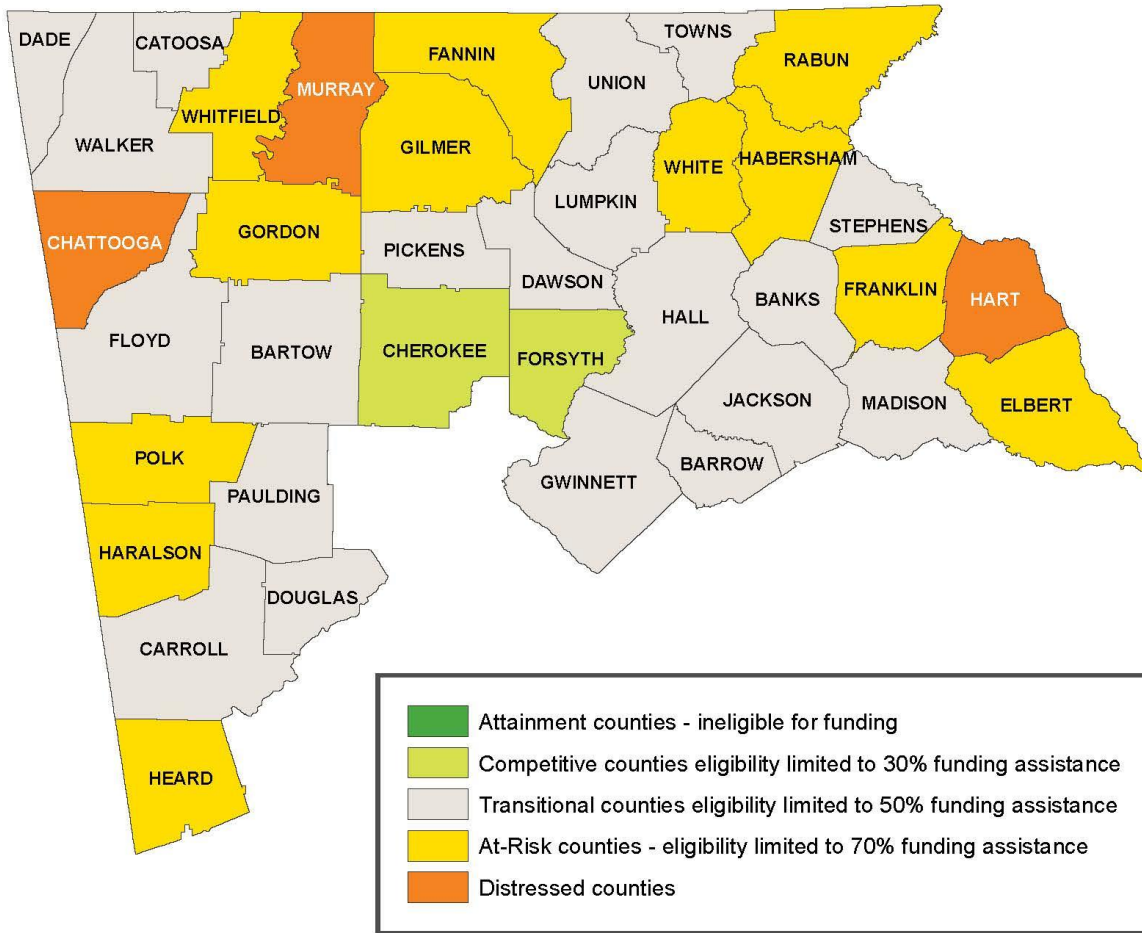 DADE
CATOOSA
TOWNS
FANNIN
RABUN
UNION
MURRAY
WHITFIELD
WALKER
GILMER
WHITE
HABERSHAM
LUMPKIN
STEPHENS
CHATTOOGA
GORDON
PICKENS
DAWSON
BANKS
FRANKLIN
HART
HALL
FLOYD
BARTOW
CHEROKEE
FORSYTH
JACKSON
MADISON
ELBERT
POLK
BARROW
GWINNETT
PAULDING
HARALSON
DOUGLAS
CARROLL
HEARD
Attainment counties - ineligible for funding
Competitive counties eligibility limited to 30% funding assistance
Transitional counties eligibility limited to 50% funding assistance
At-Risk counties - eligibility limited to 70% funding assistance
Distressed counties